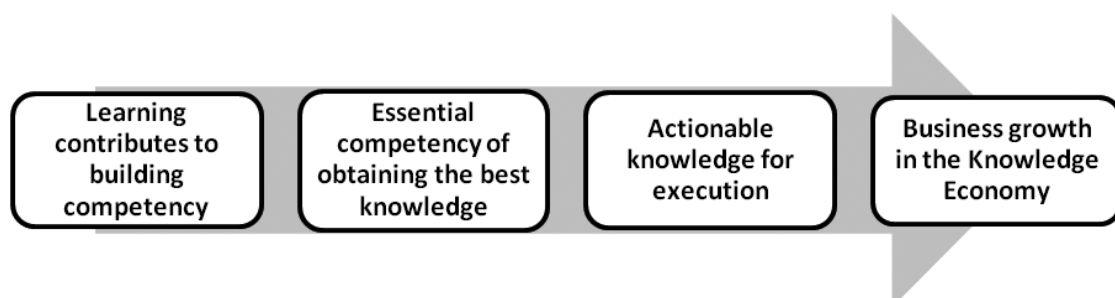 Learning
contributes to
building
competency
Essential
competency of
obtaining the best
knowledge
Actionable
knowledge for
execution
Business growth
in the Knowledge
Economy